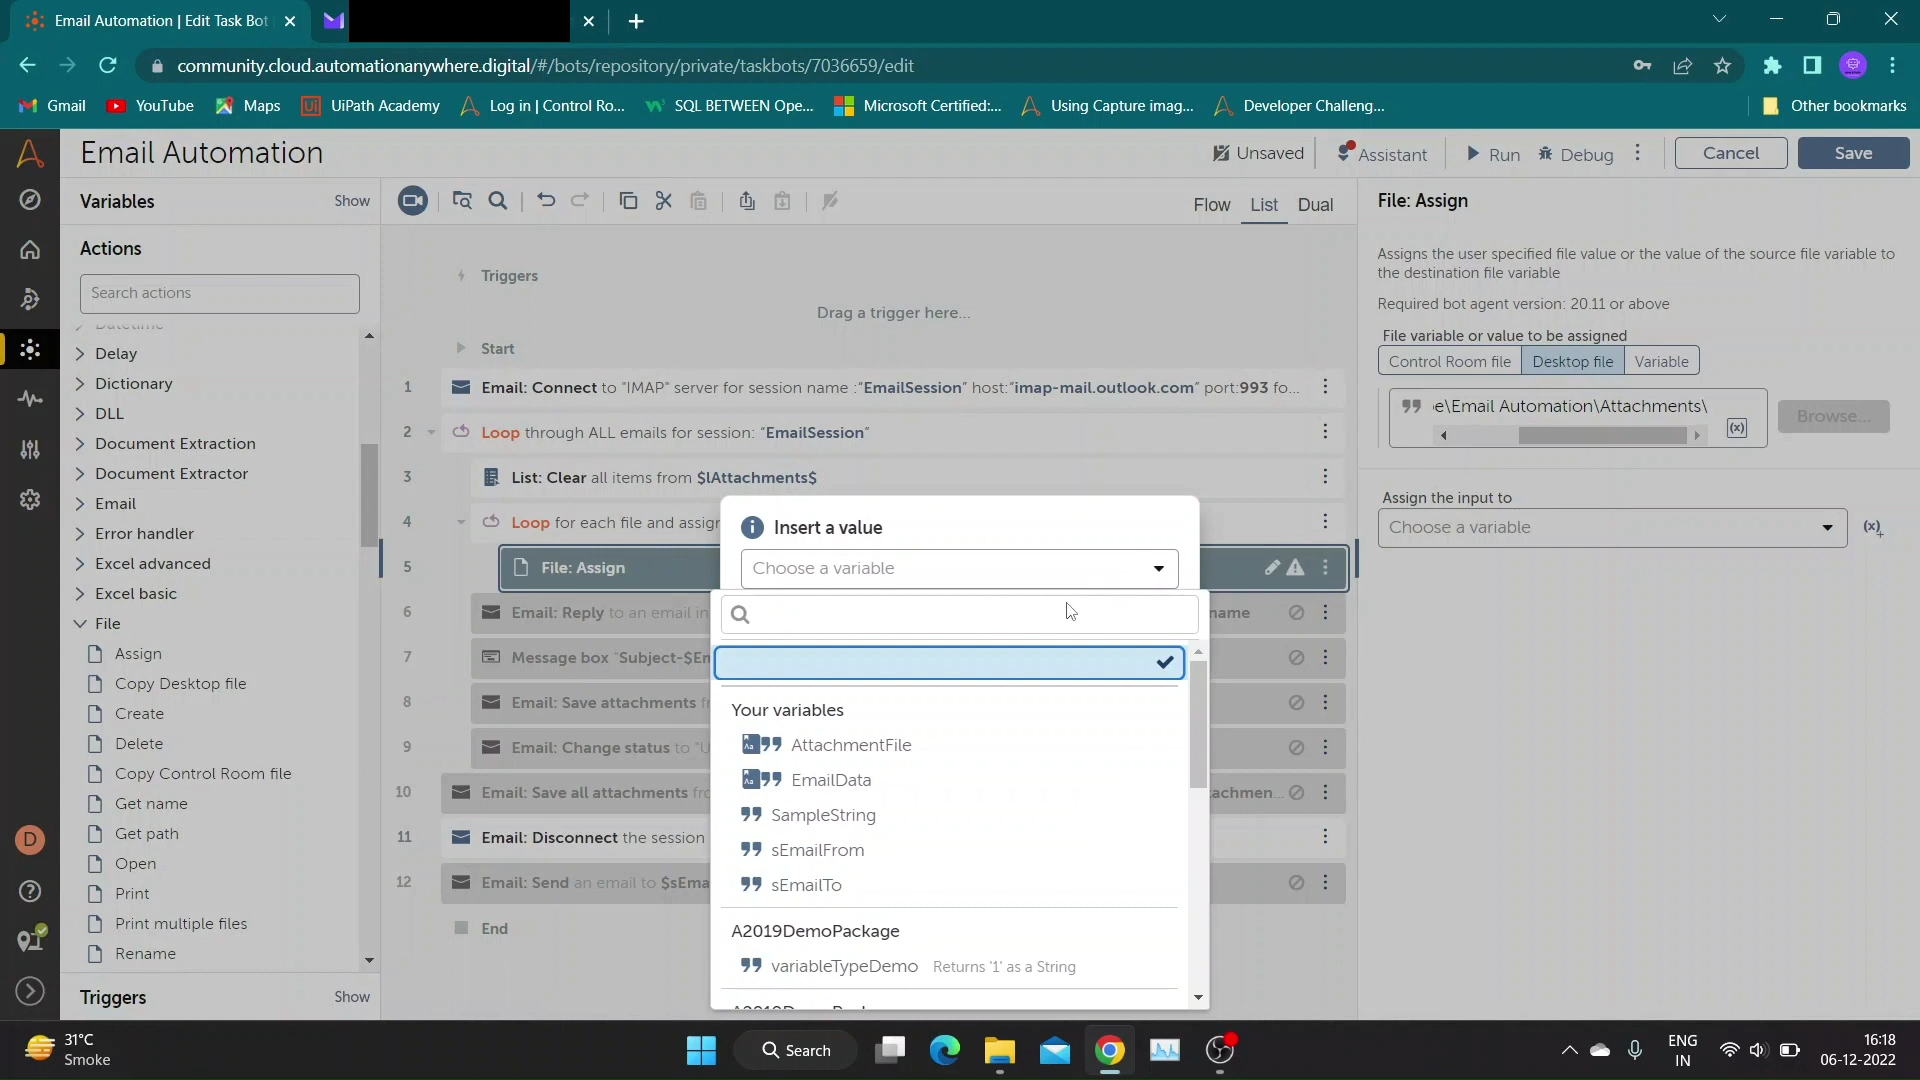 Email Automation | Edit Task Bot
community.cloud.automationanywhere.digital/#/bots/repository/private/taskbots/7036659/edit
Gmail
YouTube
Maps
UiPath Academy
Log in | Control Ro...
SQL BETWEEN Ope...
Microsoft Certified:...
Using Capture imag...
Developer Challeng...
Other bookmarks
Email Automation
Unsaved
Assistant
Run
Debug
Cancel
Save
Variables
Show
Actions
Search actions
Datetime
Delay
Dictionary
DLL
Document Extraction
Document Extractor
Email
Error handler
Excel advanced
Excel basic
File
Assign
Copy Desktop file
Create
Delete
Copy Control Room file
Get name
Get path
Open
Print
Print multiple files
Rename
Triggers
Show
Flow
List
Dual
Triggers
Drag a trigger here...
Start
1 Email: Connect to "IMAP" server for session name :"EmailSession" host:"imap-mail.outlook.com" port:993 fo...
2 Loop through ALL emails for session: "EmailSession"
3 List: Clear all items from $lAttachments$
4 Loop for each file and assign
5 File: Assign
6 Email: Reply to an email in name
7 Message box "Subject-$Em
8 Email: Save attachments
9 Email: Change status to "U
10 Email: Save all attachments tachmen...
11 Email: Disconnect the session
12 Email: Send an email to $sEma
End
Insert a value
Choose a variable
Your variables
AttachmentFile
EmailData
SampleString
sEmailFrom
sEmailTo
A2019DemoPackage
variableTypeDemo Returns '1' as a String
File: Assign
Assigns the user specified file value or the value of the source file variable to
the destination file variable
Required bot agent version: 20.11 or above
File variable or value to be assigned
Control Room file
Desktop file
Variable
e\Email Automation\Attachments\
(x)
Browse...
Assign the input to
Choose a variable
(x)+
D
31°C
Smoke
Search
ENG
IN
16:18
06-12-2022